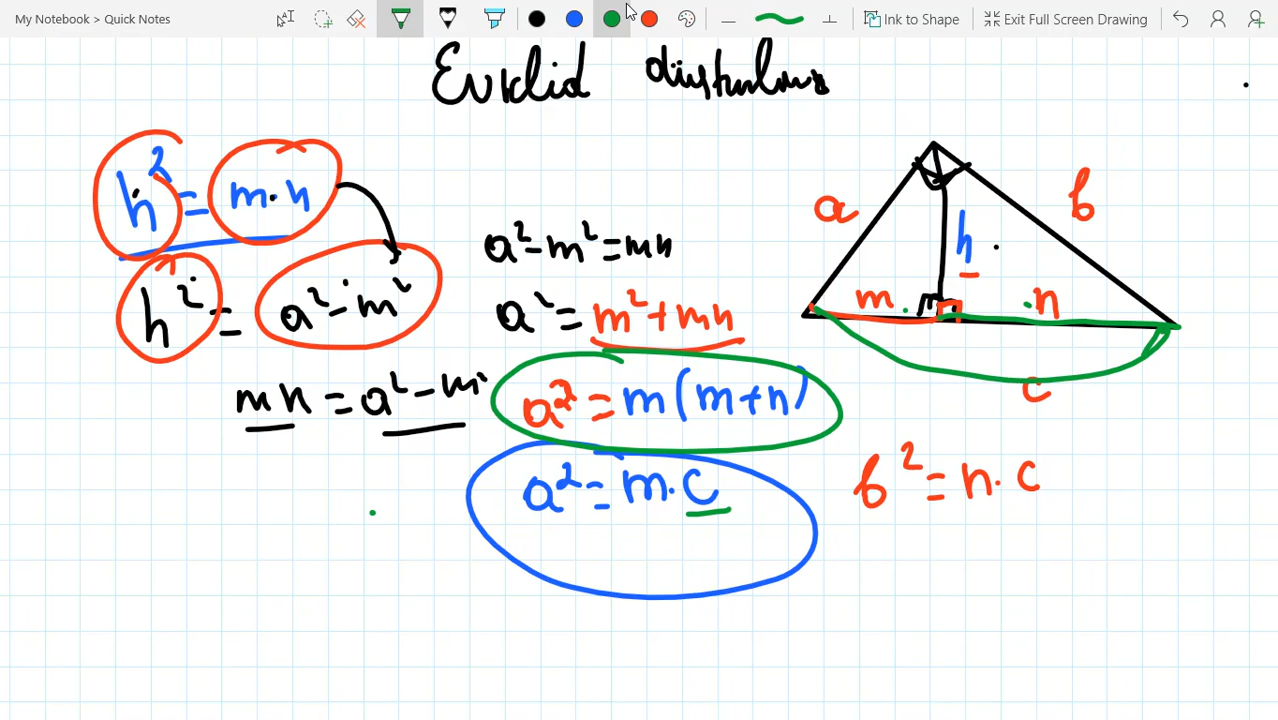 My Notebook > Quick Notes
Ink to Shape
Exit Full Screen Drawing
Euklid
h² = m·n
h² = a² - m²
mn = a² - m²
a² - m² = mn
a² = m² + mn
a² = m(m+n)
a² = m·c
b² = n·c
a
b
h
m
n
c